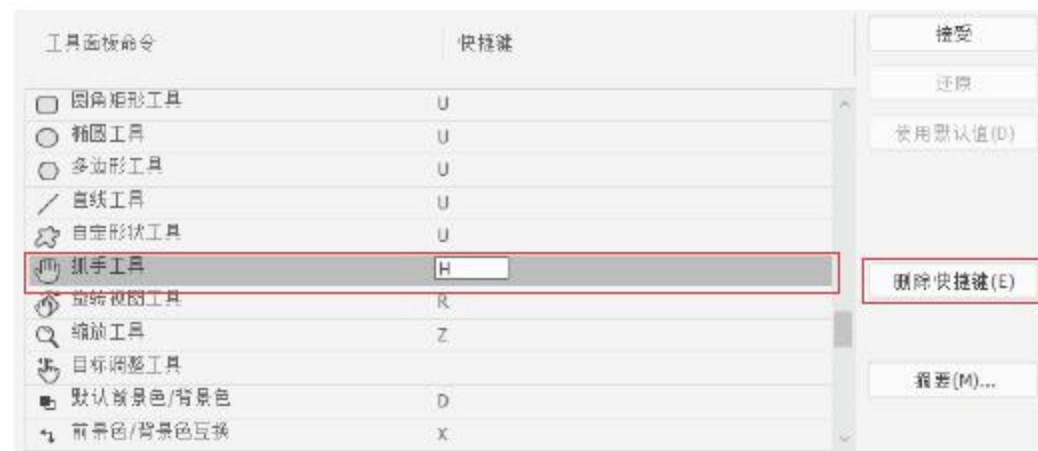 工具面板命令 快捷键 接受
还原
圆角矩形工具 U
椭圆工具 U 使用默认值(D)
多边形工具 U
直线工具 U
自定形状工具 U
抓手工具 H 删除快捷键(E)
旋转视图工具 R
缩放工具 Z
目标调整工具
摘要(M)...
默认前景色/背景色 D
前景色/背景色互换 X